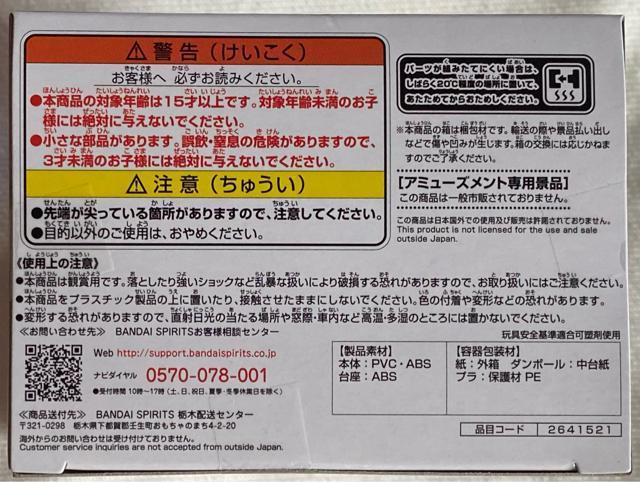 ⚠警告(けいこく)
お客様へ 必ずお読みください。
●本商品の対象年齢は15才以上です。対象年齢未満のお子
様には絶対に与えないでください。
●小さな部品があります。誤飲・窒息の危険がありますので、
3才未満のお子様には絶対に与えないでください。
⚠注意(ちゅうい)
●先端が尖っている箇所がありますので、注意してください。
●目的以外のご使用は、おやめください。
パーツが組みたてにくい場合は、
しばらく20℃程度の場所に置いて、
あたためてからおためしください。
※本商品の箱は梱包材です。輸送の際や景品払い出し
などで傷や凹みが生じます。箱の交換には応じかねま
すのでご了承ください。
【アミューズメント専用景品】
この商品は一般市販されておりません。
この商品は日本国外での使用及び販売は許諾されておりません。
This product is not licensed for the use and sale
outside Japan.
《使用上の注意》
●本商品は観賞用です。落としたり強いショックなど乱暴な扱いにより破損する恐れがありますので、お取り扱いにはご注意ください。
●本商品をプラスチック製品の上に置いたり、接触させたままにしないでください。色の付着や変形などの恐れがあります。
●変形する恐れがありますので、直射日光の当たる場所や窓際・車内など高温・多湿のところには置かないでください。
《お問い合わせ先》 BANDAI SPIRITSお客様相談センター
玩具安全基準適合可塑剤使用
Web http://support.bandaispirits.co.jp
ナビダイヤル 0570-078-001
●受付時間 10時~17時(土、日、祝日、夏季・冬季休業日を除く)
【製品素材】
本体:PVC・ABS
台座:ABS
【容器包装材】
紙:外箱 ダンボール:中台紙
プラ:保護材 PE
《商品送付先》 BANDAI SPIRITS 栃木配送センター
〒321-0298 栃木県下都賀郡壬生町おもちゃのまち4-2-20
海外からのお問い合わせは受け付けておりません。
Customer service inquiries are not accepted from outside Japan.
品目コード 2641521